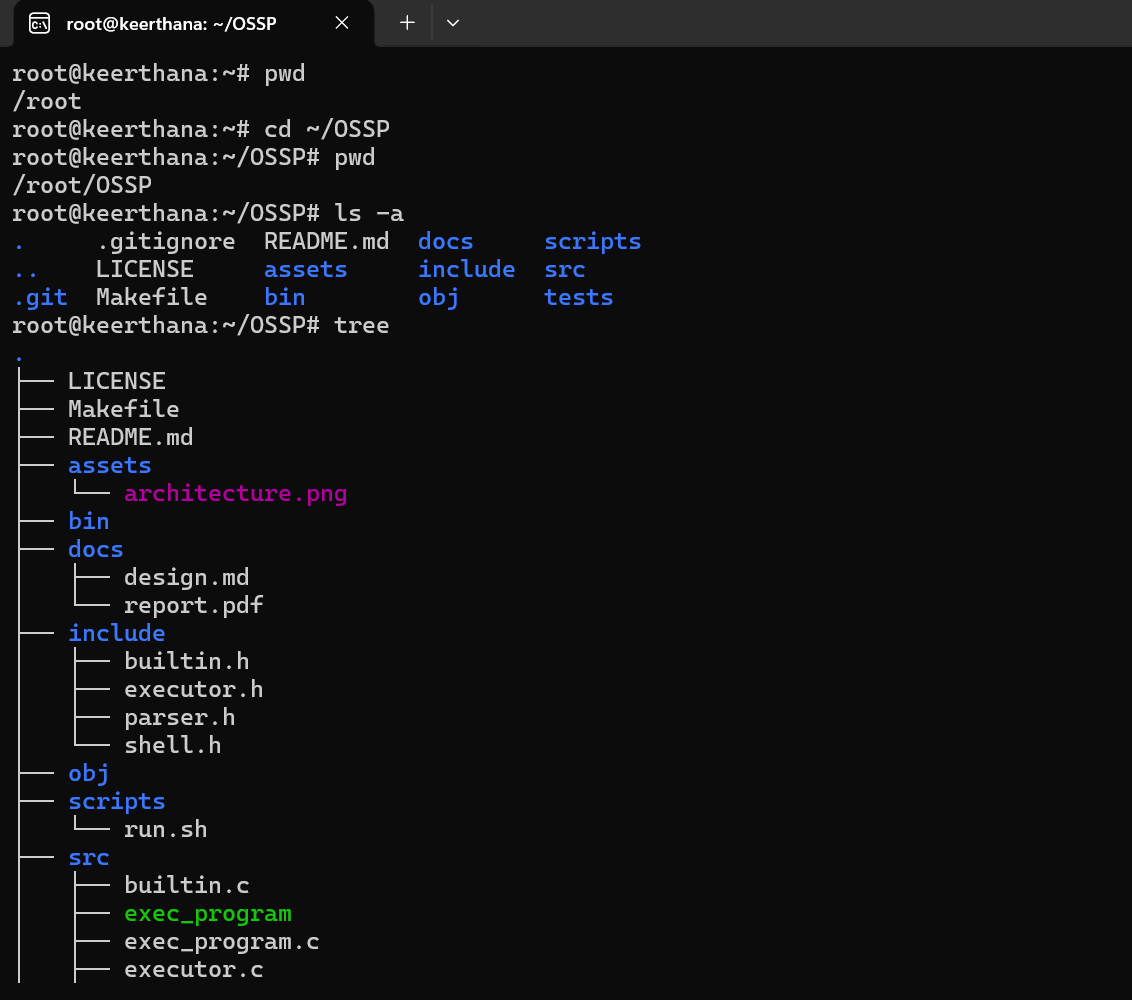 root@keerthana: ~/OSSP
root@keerthana:~# pwd
/root
root@keerthana:~# cd ~/OSSP
root@keerthana:~/OSSP# pwd
/root/OSSP
root@keerthana:~/OSSP# ls -a
.     .gitignore  README.md  docs     scripts
..    LICENSE     assets     include  src
.git  Makefile    bin        obj      tests
root@keerthana:~/OSSP# tree
.
├── LICENSE
├── Makefile
├── README.md
├── assets
│   └── architecture.png
├── bin
├── docs
│   ├── design.md
│   └── report.pdf
├── include
│   ├── builtin.h
│   ├── executor.h
│   ├── parser.h
│   └── shell.h
├── obj
├── scripts
│   └── run.sh
├── src
│   ├── builtin.c
│   ├── exec_program
│   ├── exec_program.c
│   ├── executor.c